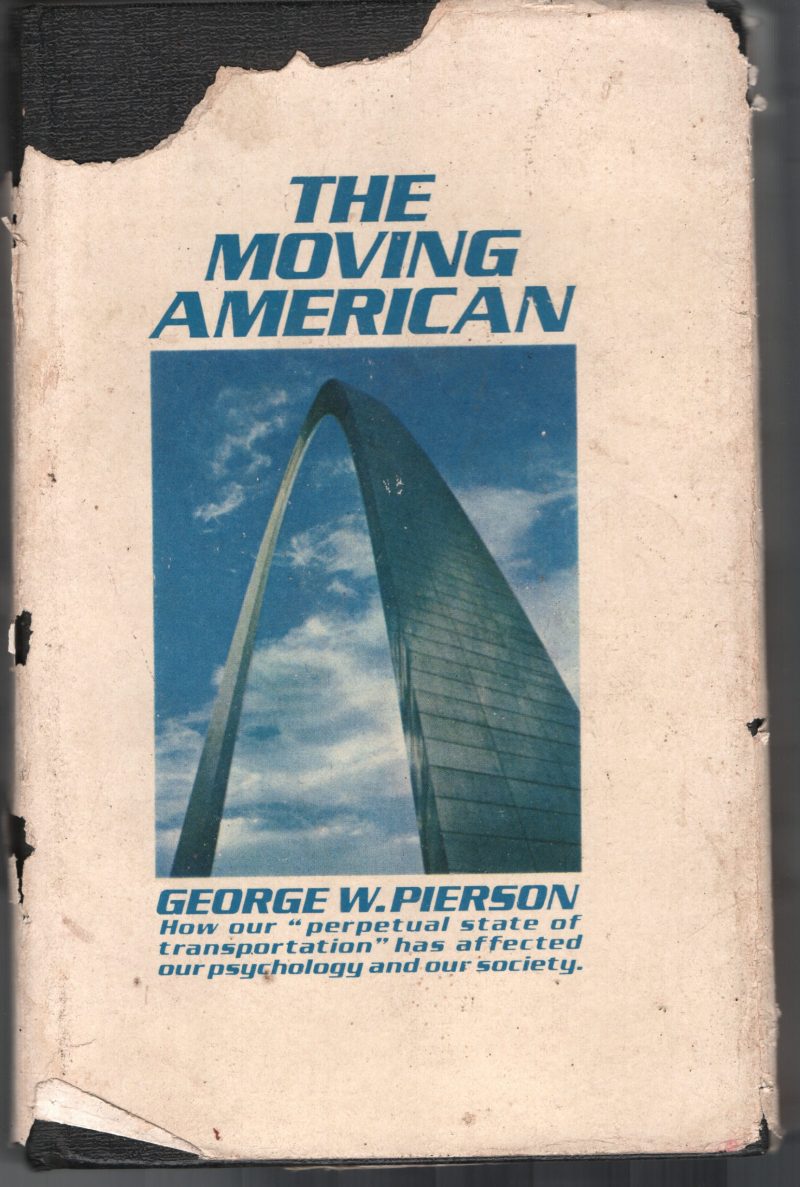 THE
MOVING
AMERICAN
GEORGE W. PIERSON
How our “perpetual state of
transportation” has affected
our psychology and our society.